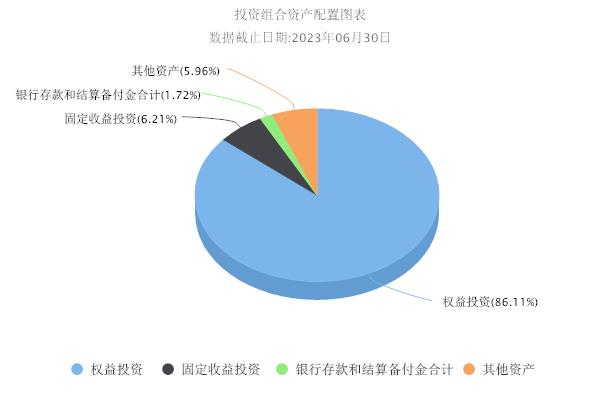 投资组合资产配置图表
数据截止日期:2023年06月30日
其他资产(5.96%)
银行存款和结算备付金合计(1.72%)
固定收益投资(6.21%)
权益投资(86.11%)
权益投资 固定收益投资 银行存款和结算备付金合计 其他资产